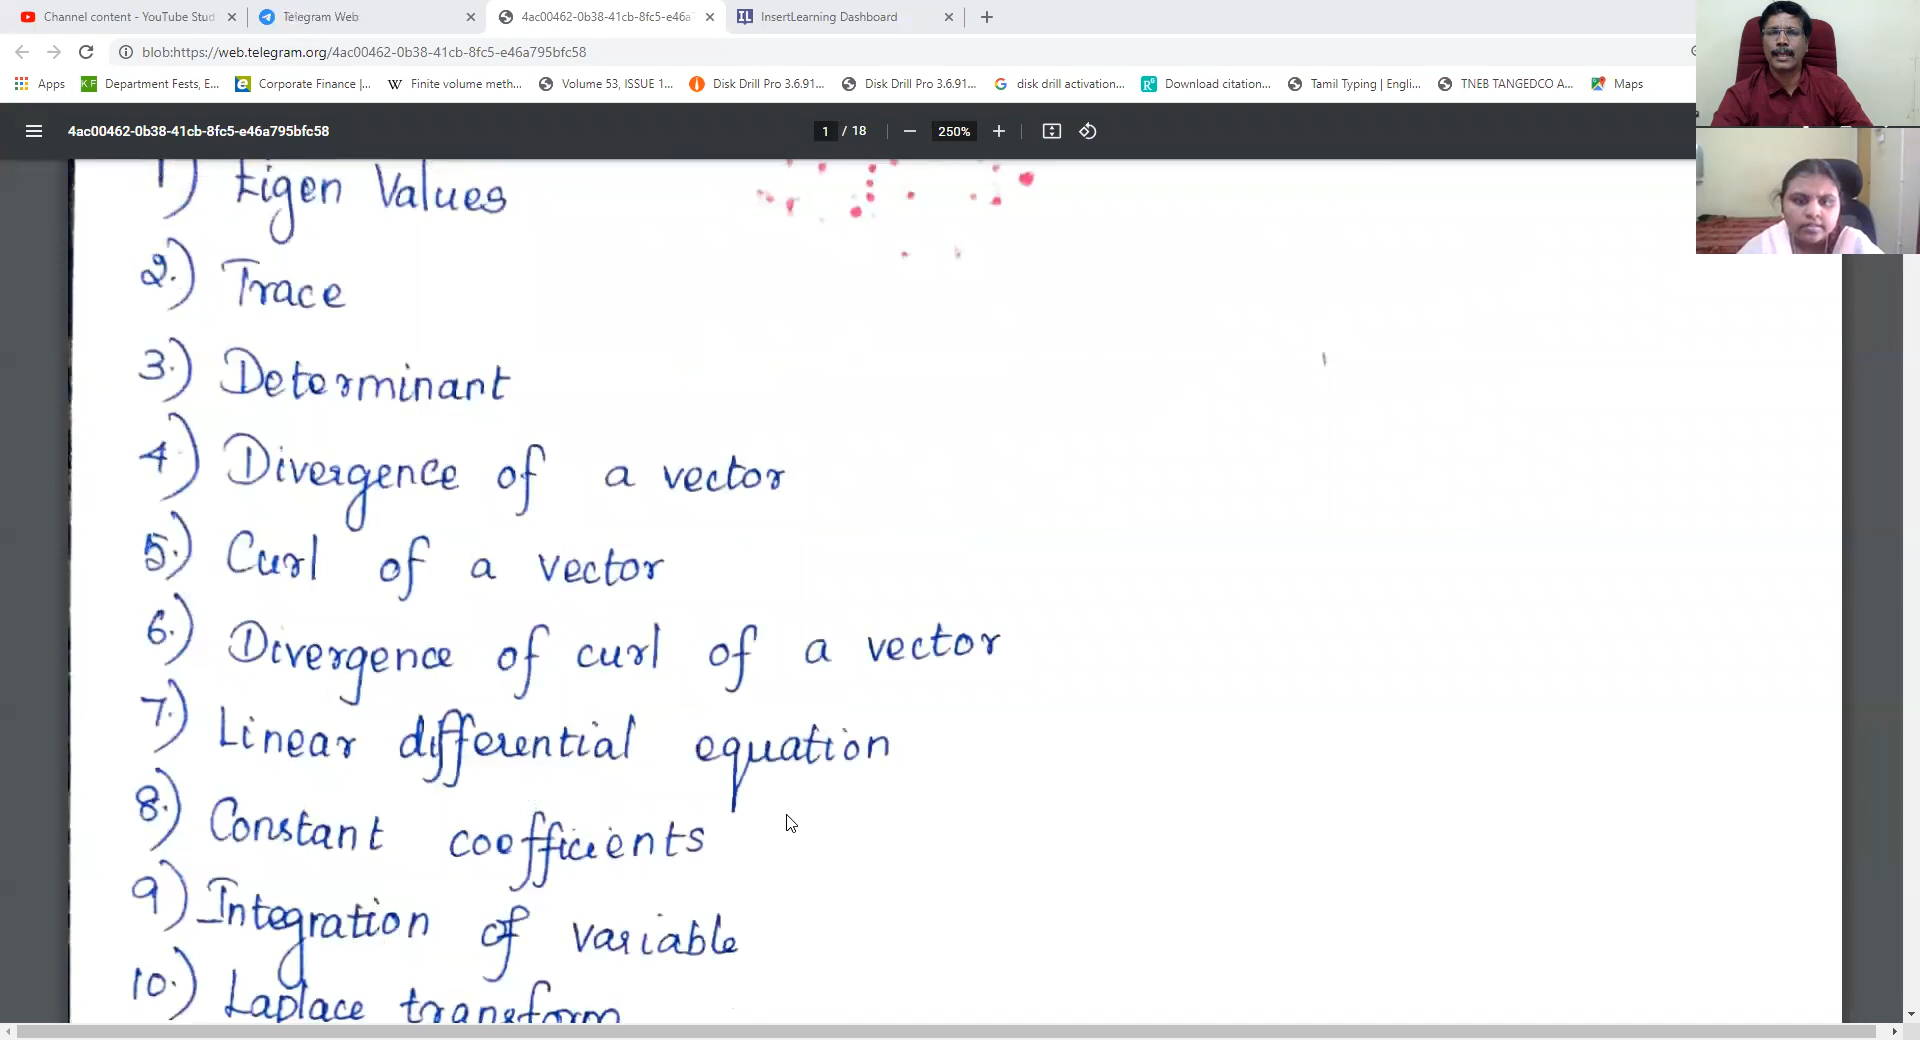 Channel content - YouTube Stud
Telegram Web
4ac00462-0b38-41cb-8fc5-e46a7
InsertLearning Dashboard
blob:https://web.telegram.org/4ac00462-0b38-41cb-8fc5-e46a795bfc58
Apps
Department Fests, E...
Corporate Finance |...
Finite volume meth...
Volume 53, ISSUE 1...
Disk Drill Pro 3.6.91...
Disk Drill Pro 3.6.91...
disk drill activation...
Download citation...
Tamil Typing | Engli...
TNEB TANGEDCO A...
Maps
4ac00462-0b38-41cb-8fc5-e46a795bfc58
1 / 18
250%
1) Eigen Values
2.) Trace
3.) Determinant
4.) Divergence of a vector
5.) Curl of a vector
6.) Divergence of curl of a vector
7.) Linear differential equation
8.) Constant coefficients
9) Integration of variable
10.) Laplace transform